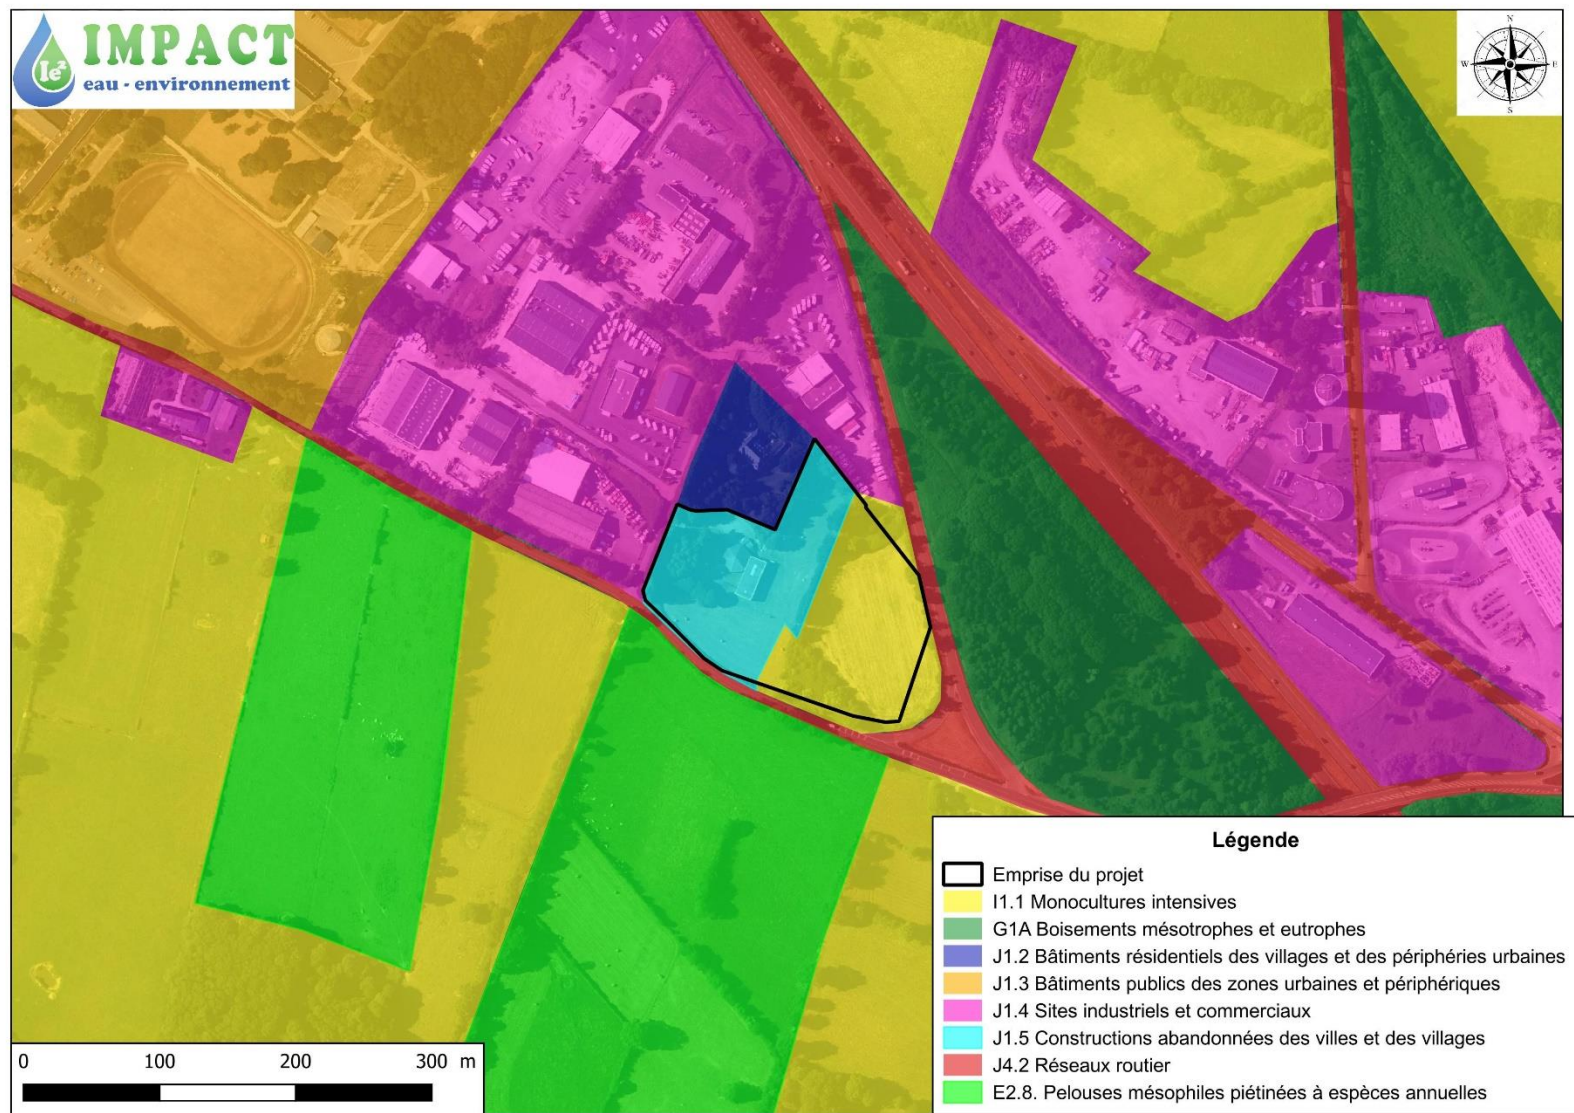 IMPACT
Ie²
eau - environnement
N
W E
S
Légende
Emprise du projet
I1.1 Monocultures intensives
G1A Boisements mésotrophes et eutrophes
J1.2 Bâtiments résidentiels des villages et des périphéries urbaines
J1.3 Bâtiments publics des zones urbaines et périphériques
J1.4 Sites industriels et commerciaux
J1.5 Constructions abandonnées des villes et des villages
J4.2 Réseaux routier
E2.8. Pelouses mésophiles piétinées à espèces annuelles
0 100 200 300 m